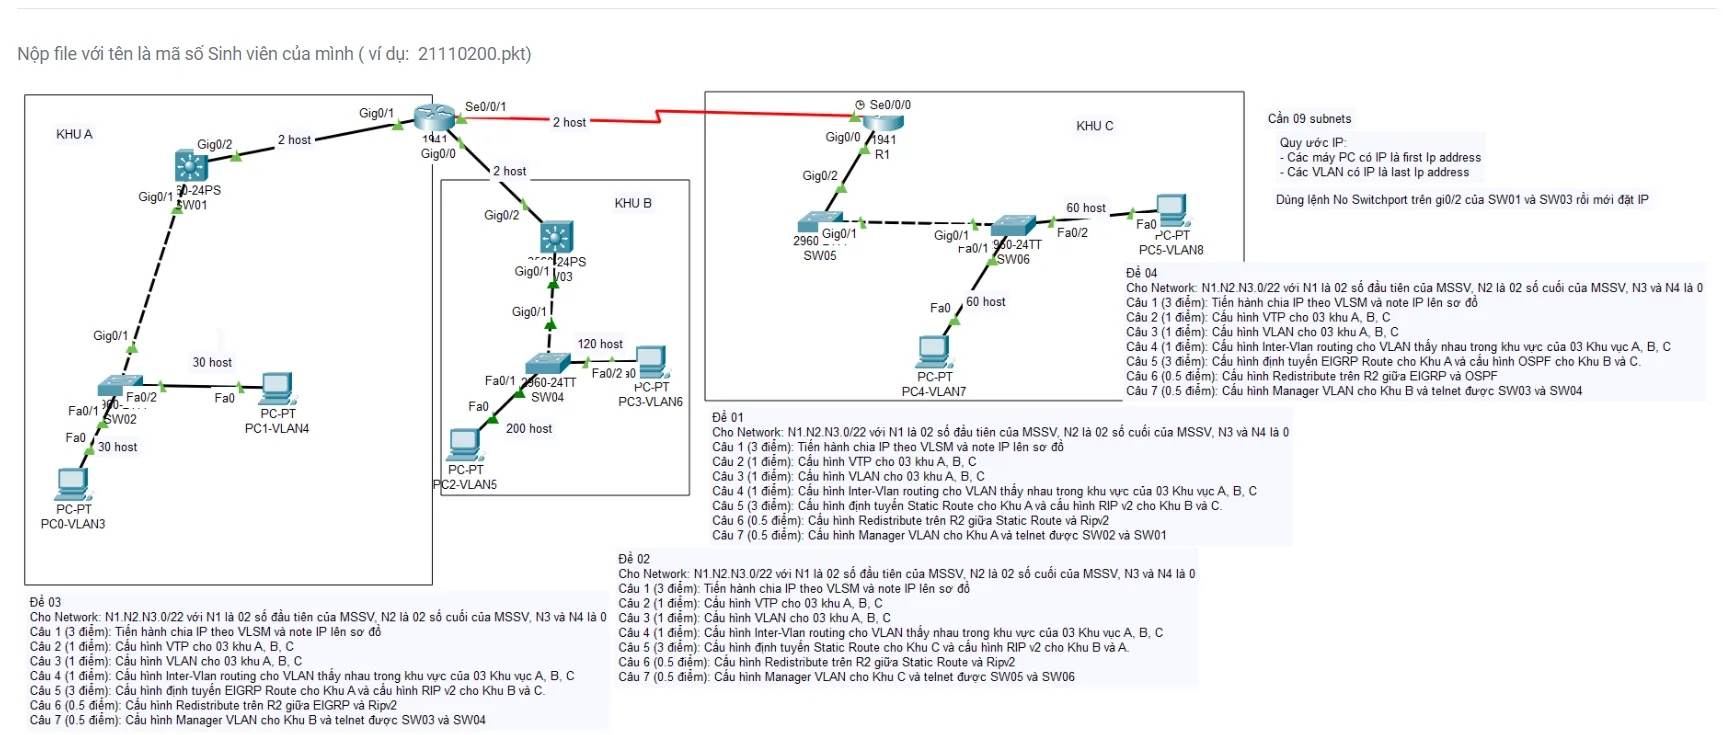 Nộp file với tên là mã số Sinh viên của mình ( ví dụ: 21110200.pkt)
KHU A
Gig0/1
1941
Se0/0/1
Gig0/0
2 host
2 host
2 host
Gig0/2
Gig0/1
SW01
Gig0/1
30 host
Fa0/2
Fa0
PC-PT
PC1-VLAN4
Fa0/1
SW02
Fa0
30 host
PC-PT
PC0-VLAN3
KHU B
Gig0/2
Gig0/1
Gig0/1
120 host
Fa0/2
PC-PT
PC3-VLAN6
Fa0/1
2960-24TT
SW04
Fa0
200 host
PC-PT
PC2-VLAN5
KHU C
Se0/0/0
Gig0/0
1941
R1
Gig0/2
2960
Gig0/1
SW05
Gig0/1
Fa0/1
SW06
Fa0/2
60 host
Fa0
PC-PT
PC5-VLAN8
Fa0
60 host
PC-PT
PC4-VLAN7
Cần 09 subnets
Quy ước IP:
- Các máy PC có IP là first Ip address
- Các VLAN có IP là last Ip address
Dùng lệnh No Switchport trên gi0/2 của SW01 và SW03 rồi mới đặt IP
Đề 04
Cho Network: N1.N2.N3.0/22 với N1 là 02 số đầu tiên của MSSV, N2 là 02 số cuối của MSSV, N3 và N4 là 0
Câu 1 (3 điểm): Tiến hành chia IP theo VLSM và note IP lên sơ đồ
Câu 2 (1 điểm): Cấu hình VTP cho 03 khu A, B, C
Câu 3 (1 điểm): Cấu hình VLAN cho 03 khu A, B, C
Câu 4 (1 điểm): Cấu hình Inter-Vlan routing cho VLAN thấy nhau trong khu vực của 03 Khu vục A, B, C
Câu 5 (3 điểm): Cấu hình định tuyến EIGRP Route cho Khu A và cấu hình OSPF cho Khu B và C.
Câu 6 (0.5 điểm): Cấu hình Redistribute trên R2 giữa EIGRP và OSPF
Câu 7 (0.5 điểm): Cấu hình Manager VLAN cho Khu B và telnet được SW03 và SW04
Đề 01
Cho Network: N1.N2.N3.0/22 với N1 là 02 số đầu tiên của MSSV, N2 là 02 số cuối của MSSV, N3 và N4 là 0
Câu 1 (3 điểm): Tiến hành chia IP theo VLSM và note IP lên sơ đồ
Câu 2 (1 điểm): Cấu hình VTP cho 03 khu A, B, C
Câu 3 (1 điểm): Cấu hình VLAN cho 03 khu A, B, C
Câu 4 (1 điểm): Cấu hình Inter-Vlan routing cho VLAN thấy nhau trong khu vực của 03 Khu vục A, B, C
Câu 5 (3 điểm): Cấu hình định tuyến Static Route cho Khu A và cấu hình RIP v2 cho Khu B và C.
Câu 6 (0.5 điểm): Cấu hình Redistribute trên R2 giữa Static Route và Ripv2
Câu 7 (0.5 điểm): Cấu hình Manager VLAN cho Khu A và telnet được SW02 và SW01
Đề 02
Cho Network: N1.N2.N3.0/22 với N1 là 02 số đầu tiên của MSSV, N2 là 02 số cuối của MSSV, N3 và N4 là 0
Câu 1 (3 điểm): Tiến hành chia IP theo VLSM và note IP lên sơ đồ
Câu 2 (1 điểm): Cấu hình VTP cho 03 khu A, B, C
Câu 3 (1 điểm): Cấu hình VLAN cho 03 khu A, B, C
Câu 4 (1 điểm): Cấu hình Inter-Vlan routing cho VLAN thấy nhau trong khu vực của 03 Khu vục A, B, C
Câu 5 (3 điểm): Cấu hình định tuyến Static Route cho Khu C và cấu hình RIP v2 cho Khu B và A.
Câu 6 (0.5 điểm): Cấu hình Redistribute trên R2 giữa Static Route và Ripv2
Câu 7 (0.5 điểm): Cấu hình Manager VLAN cho Khu C và telnet được SW05 và SW06
Đề 03
Cho Network: N1.N2.N3.0/22 với N1 là 02 số đầu tiên của MSSV, N2 là 02 số cuối của MSSV, N3 và N4 là 0
Câu 1 (3 điểm): Tiến hành chia IP theo VLSM và note IP lên sơ đồ
Câu 2 (1 điểm): Cấu hình VTP cho 03 khu A, B, C
Câu 3 (1 điểm): Cấu hình VLAN cho 03 khu A, B, C
Câu 4 (1 điểm): Cấu hình Inter-Vlan routing cho VLAN thấy nhau trong khu vực của 03 Khu vục A, B, C
Câu 5 (3 điểm): Cấu hình định tuyến EIGRP Route cho Khu A và cấu hình RIP v2 cho Khu B và C.
Câu 6 (0.5 điểm): Cấu hình Redistribute trên R2 giữa EIGRP và Ripv2
Câu 7 (0.5 điểm): Cấu hình Manager VLAN cho Khu B và telnet được SW03 và SW04